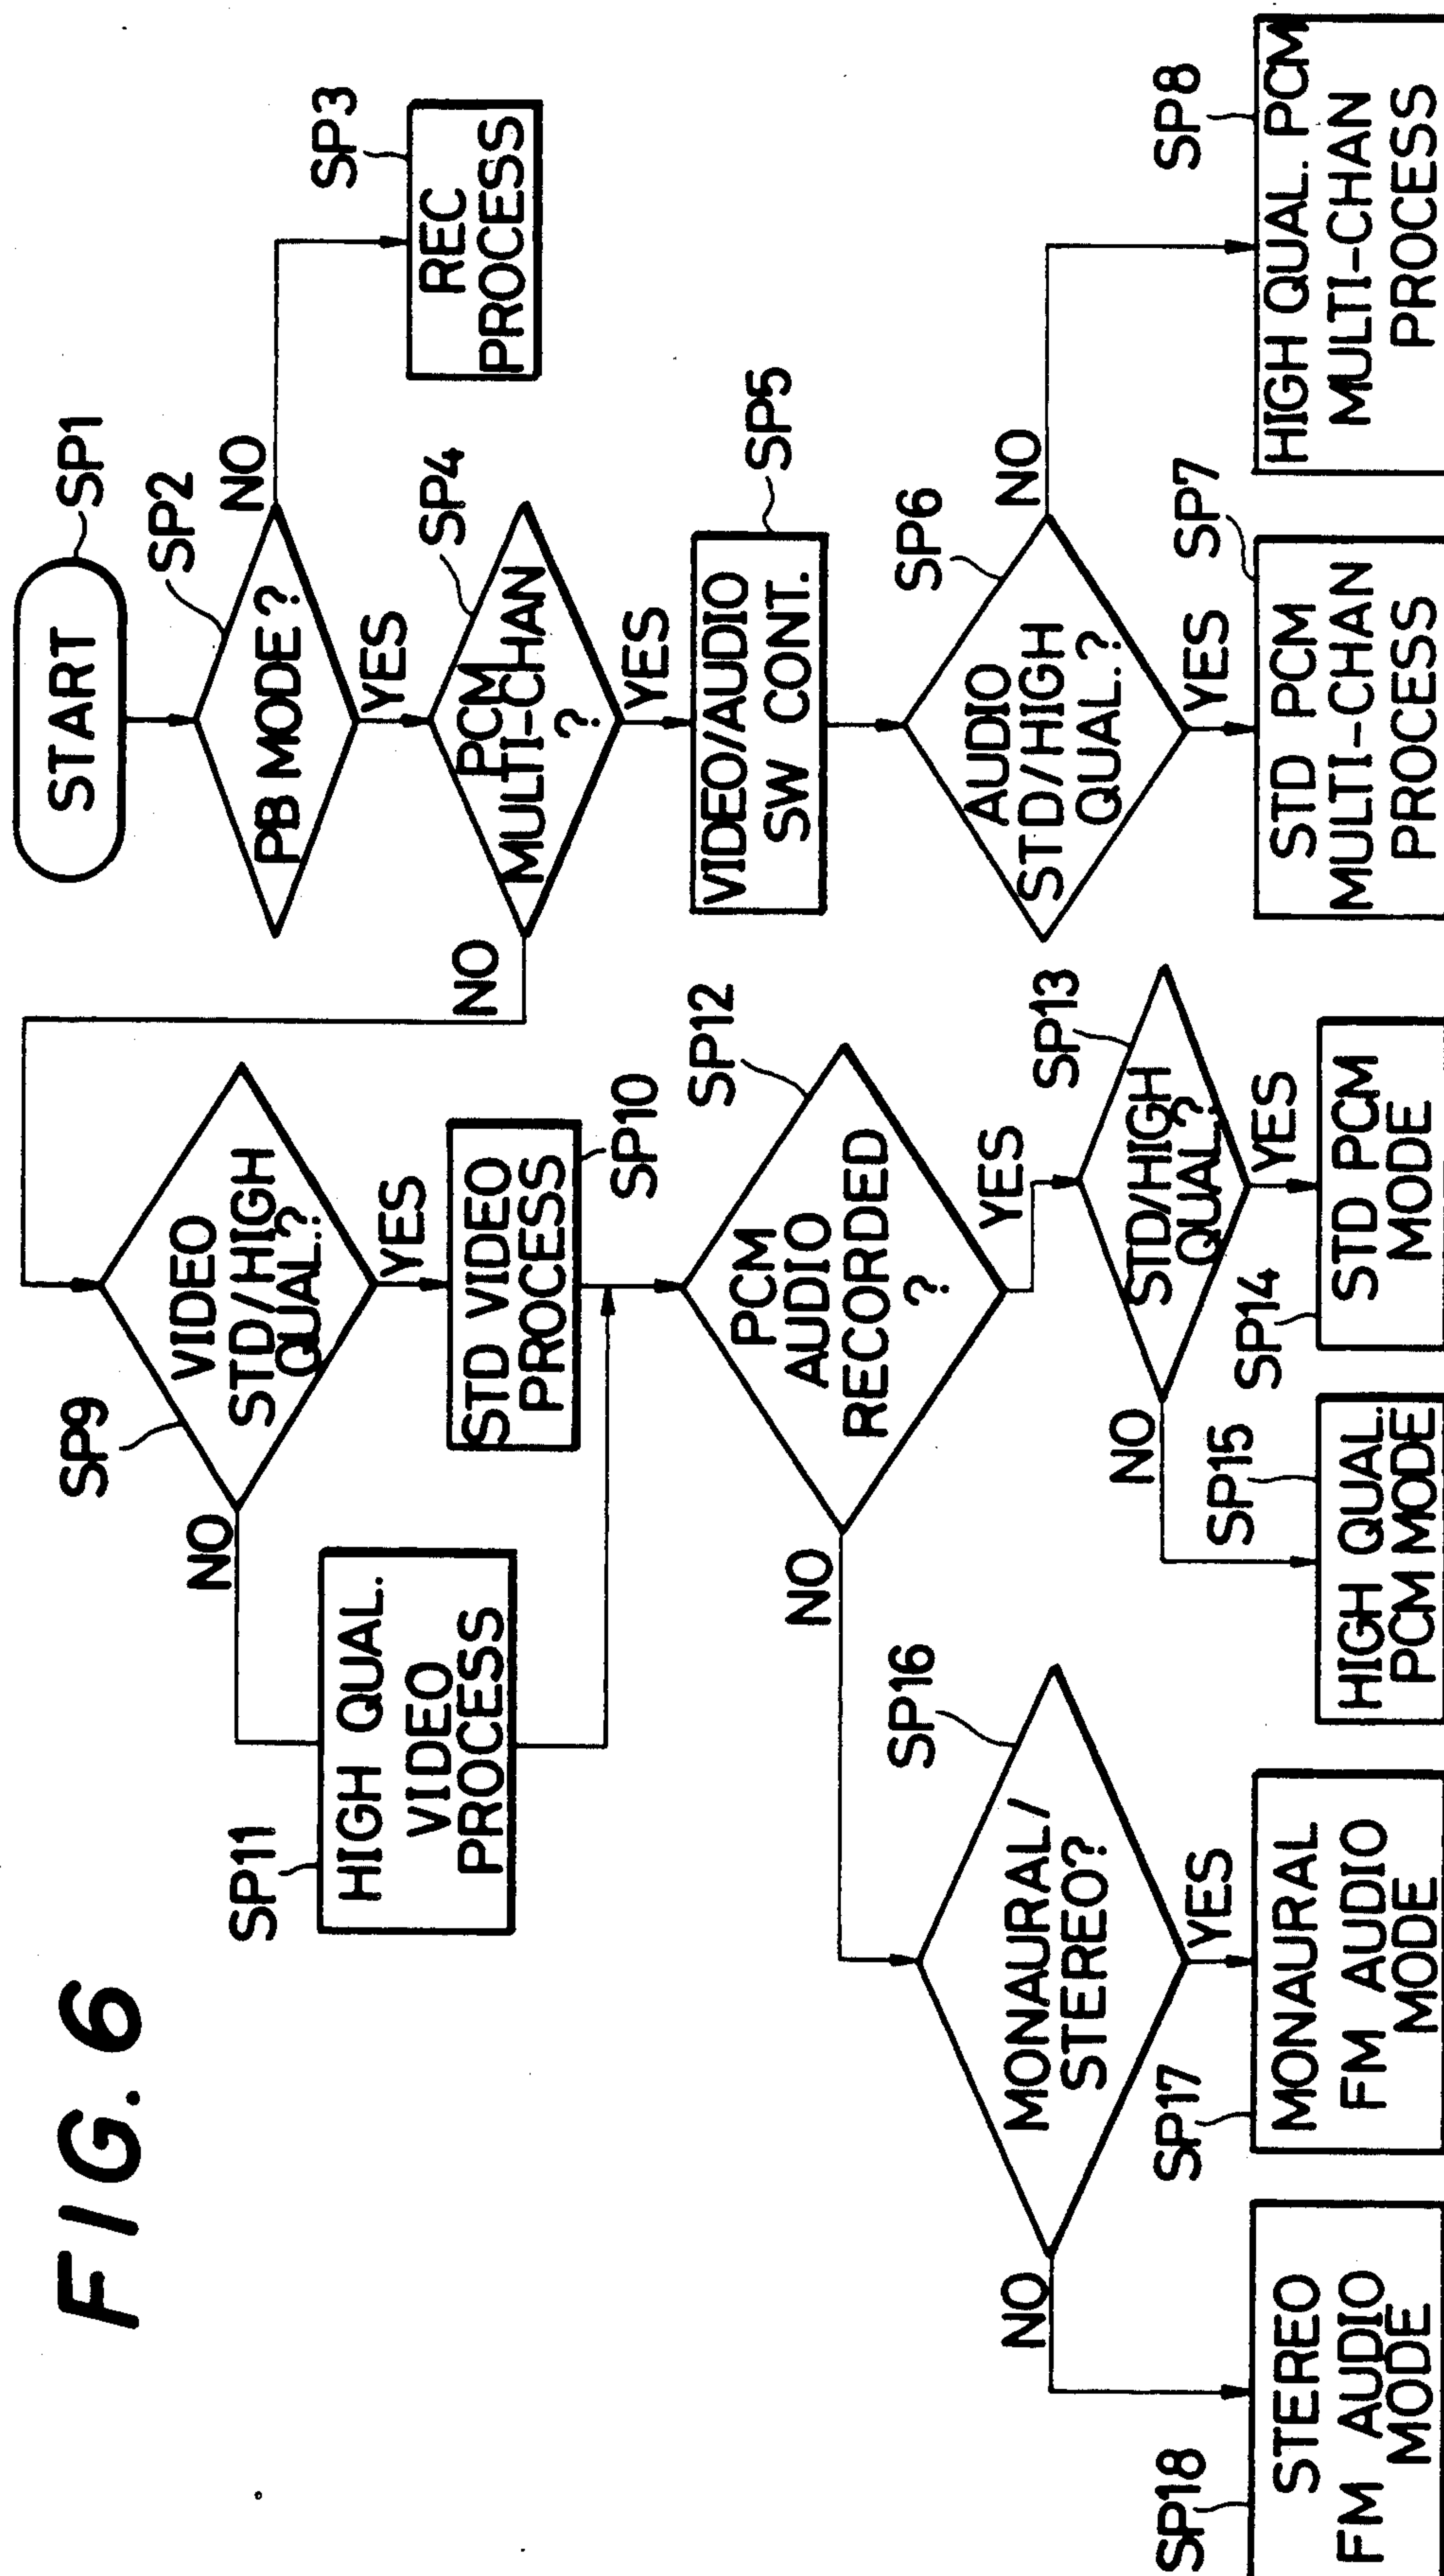 FIG. 6
START
SP1
PB MODE ?
SP2
NO
REC
PROCESS
SP3
YES
PCM
MULTI-CHAN
?
SP4
NO
YES
VIDEO/AUDIO
SW CONT.
SP5
AUDIO
STD/HIGH
QUAL. ?
SP6
NO
YES
STD PCM
MULTI-CHAN
PROCESS
SP7
HIGH QUAL. PCM
MULTI-CHAN
PROCESS
SP8
VIDEO
STD/HIGH
QUAL.?
SP9
NO
YES
STD VIDEO
PROCESS
SP10
HIGH QUAL.
VIDEO
PROCESS
SP11
PCM
AUDIO
RECORDED
?
SP12
NO
YES
STD/HIGH
QUAL.?
SP13
NO
YES
STD PCM
MODE
SP14
HIGH QUAL.
PCM MODE
SP15
MONAURAL/
STEREO?
SP16
NO
YES
MONAURAL
FM AUDIO
MODE
SP17
STEREO
FM AUDIO
MODE
SP18